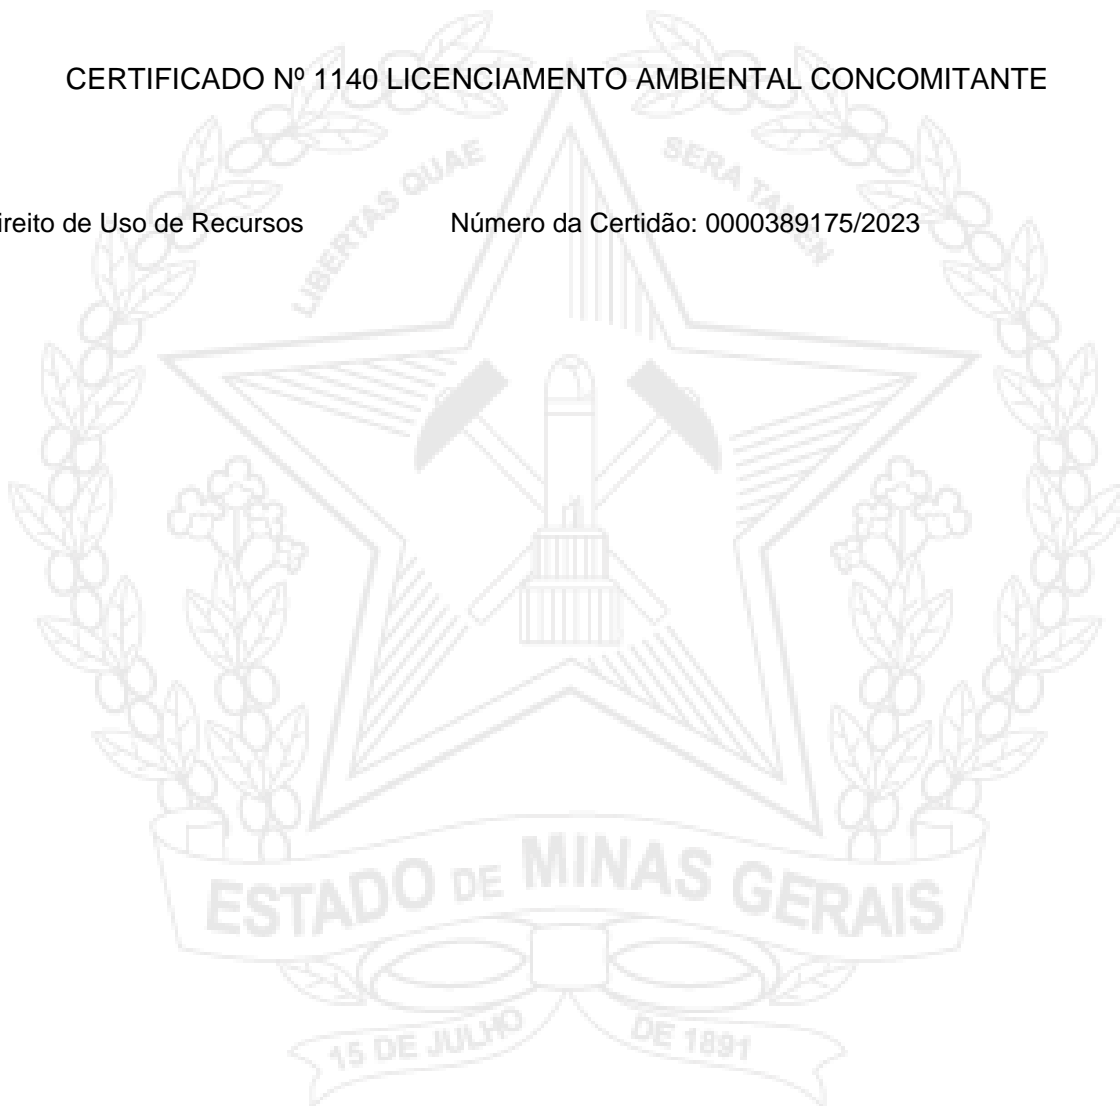 CERTIFICADO Nº 1140 LICENCIAMENTO AMBIENTAL CONCOMITANTE
LIBERTAS QUAE SERA TAMEN
ireito de Uso de Recursos Número da Certidão: 0000389175/2023
ESTADO DE MINAS GERAIS
15 DE JULHO DE 1891